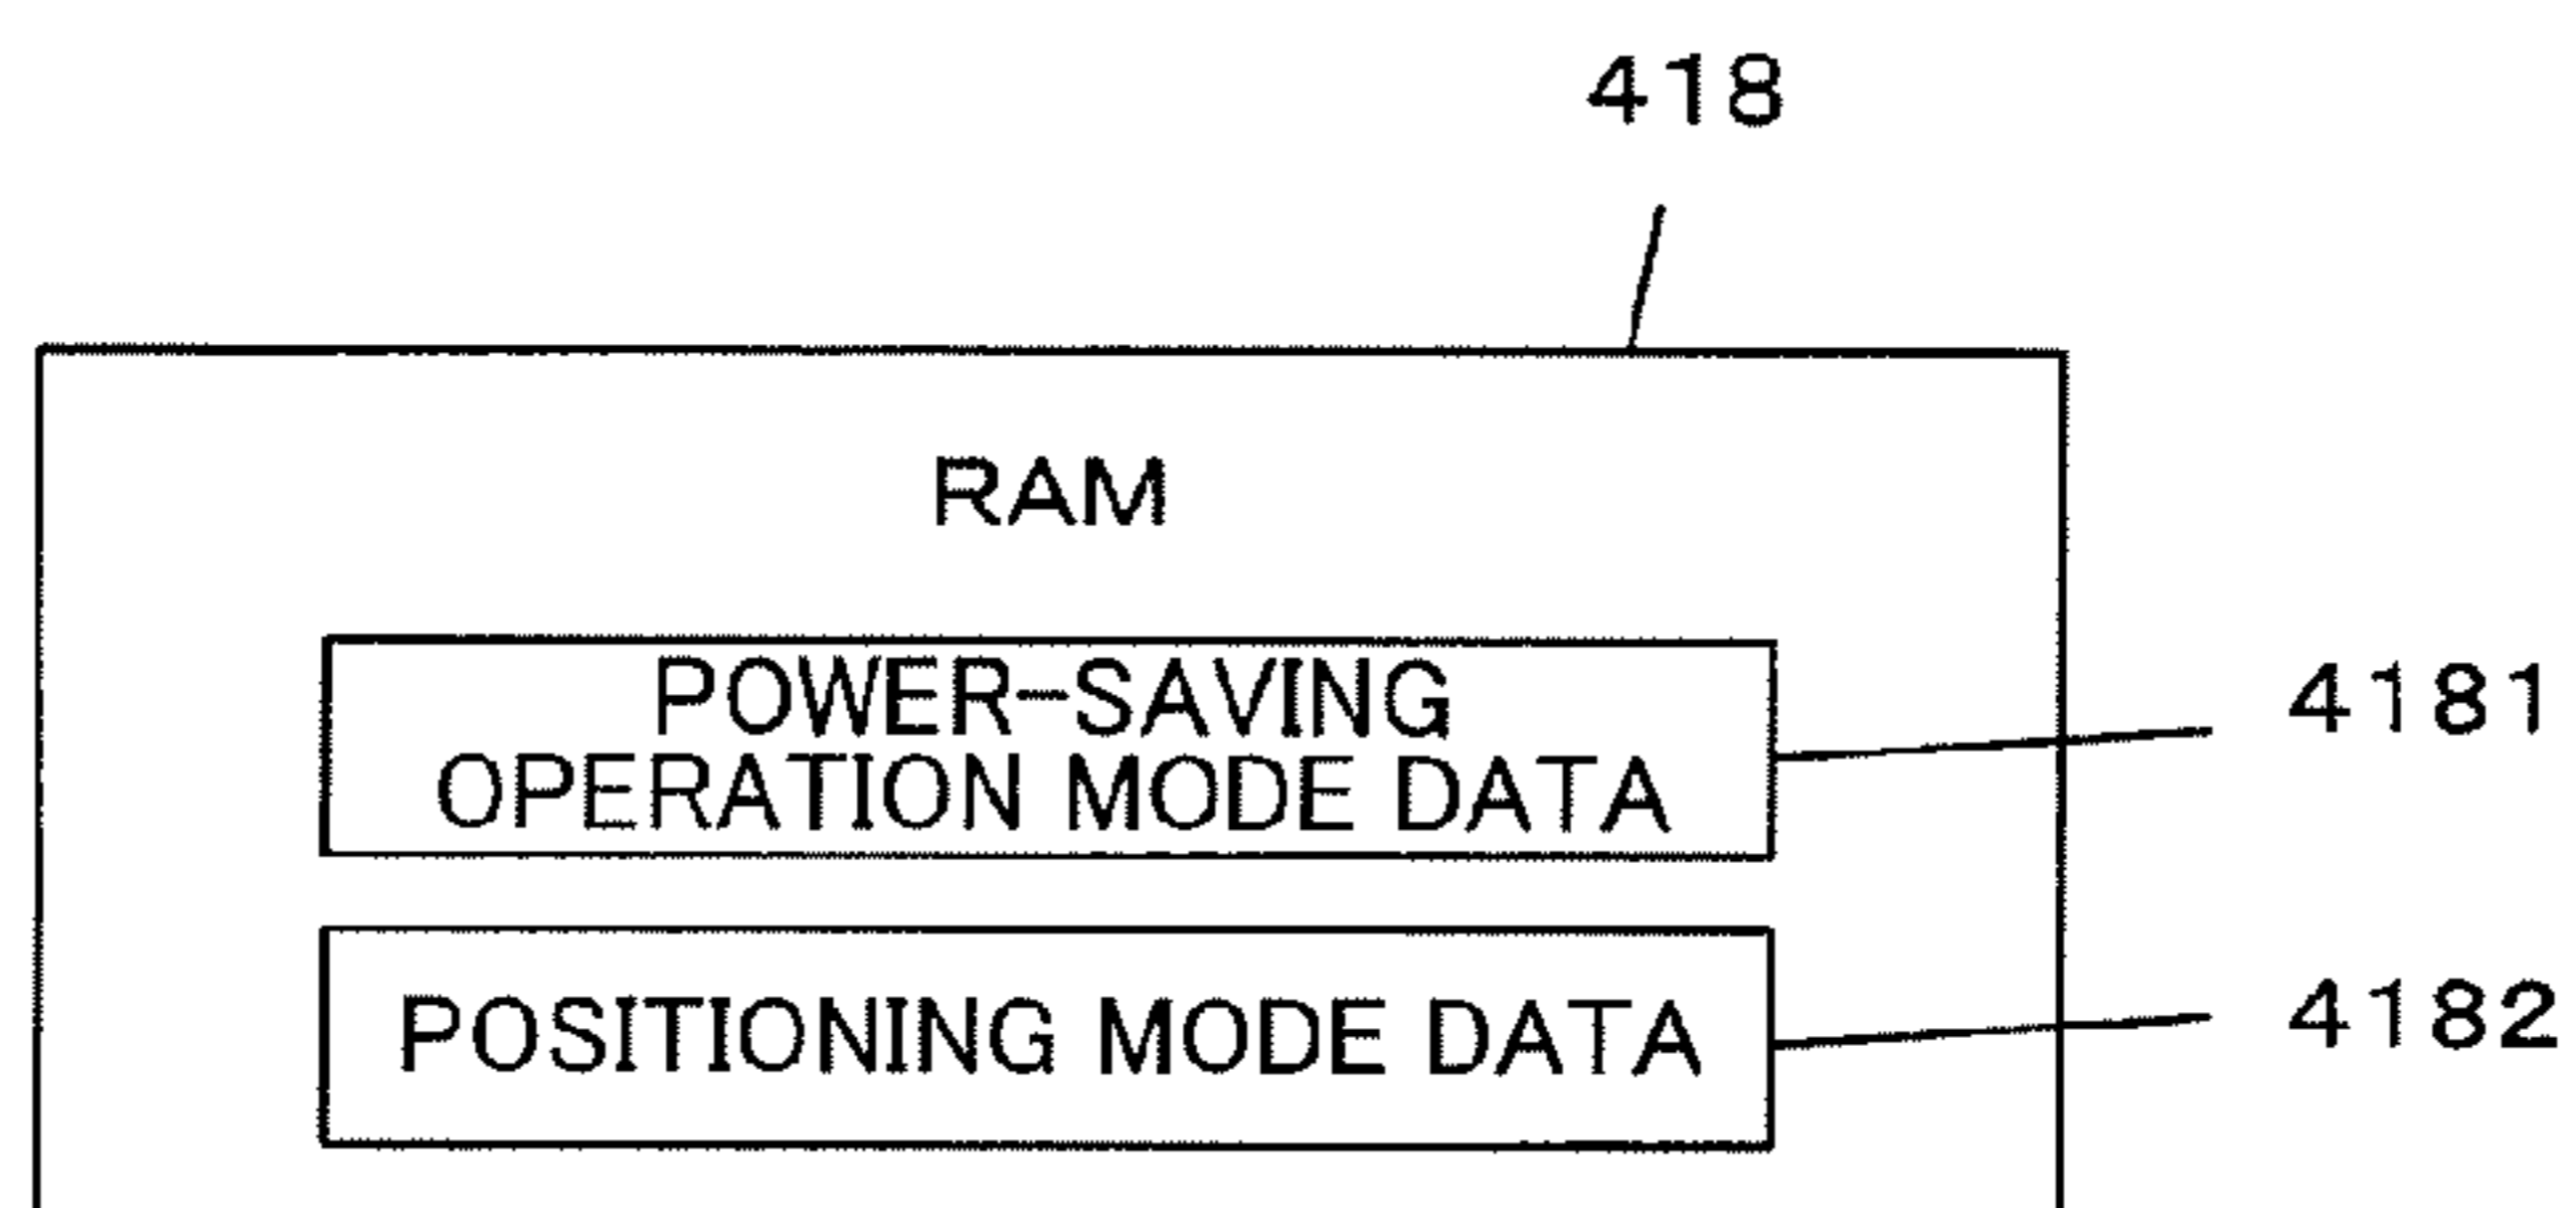 418
RAM
POWER-SAVING
OPERATION MODE DATA
4181
POSITIONING MODE DATA
4182